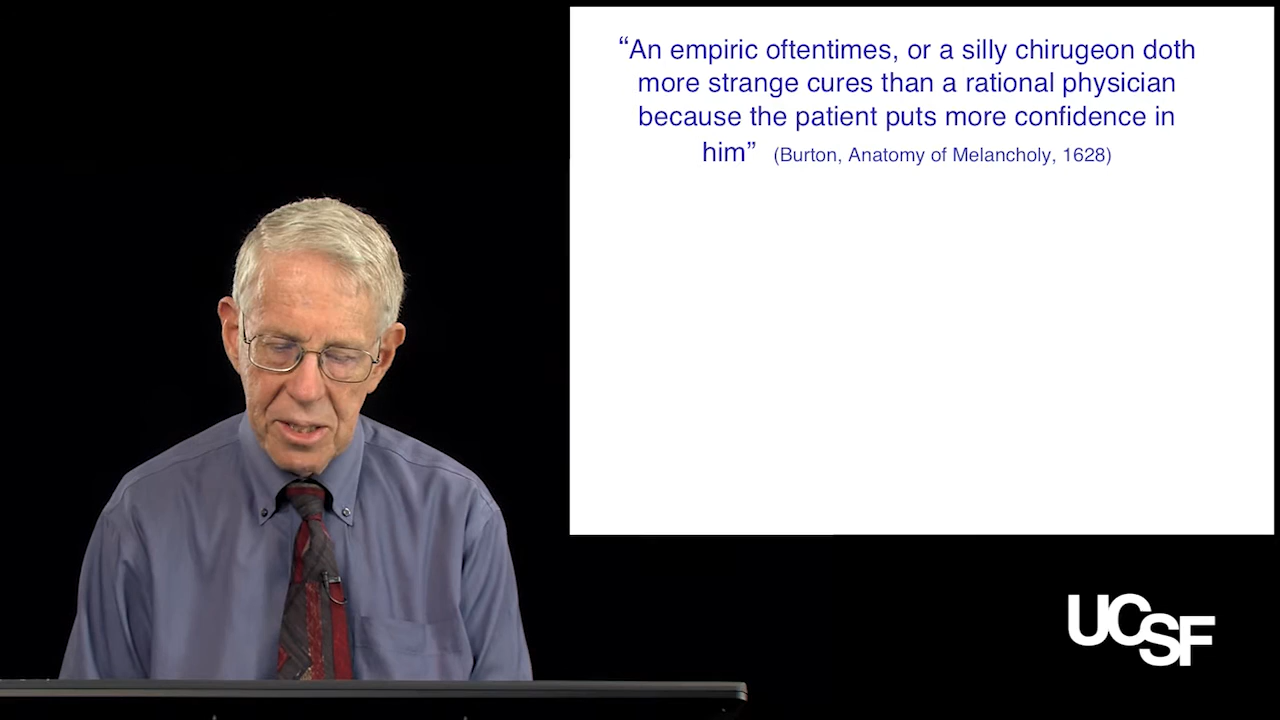 “An empiric oftentimes, or a silly chirugeon doth
more strange cures than a rational physician
because the patient puts more confidence in
him” (Burton, Anatomy of Melancholy, 1628)
UCSF